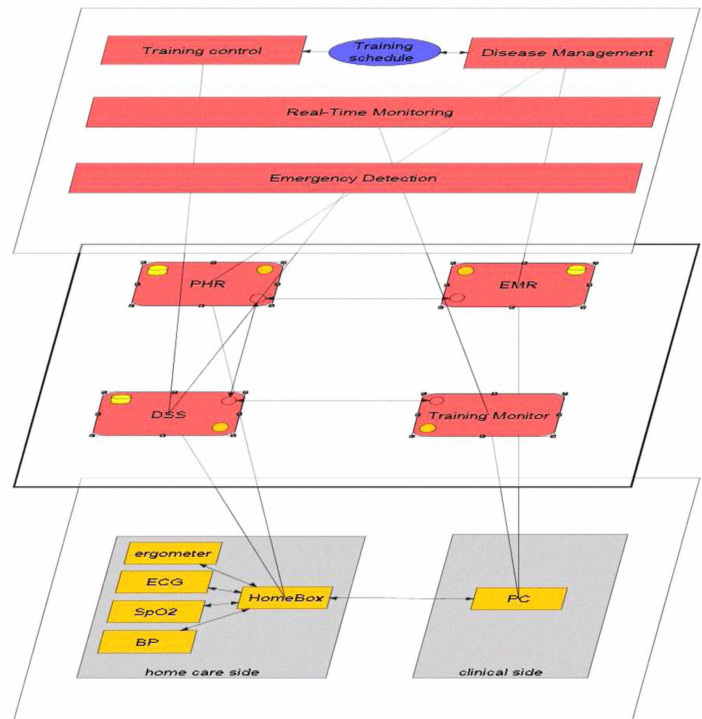 Training control
Training
schedule
Disease Management
Real-Time Monitoring
Emergency Detection
PHR
EMR
DSS
Training Monitor
ergometer
ECG
SpO2
BP
HomeBox
PC
home care side
clinical side